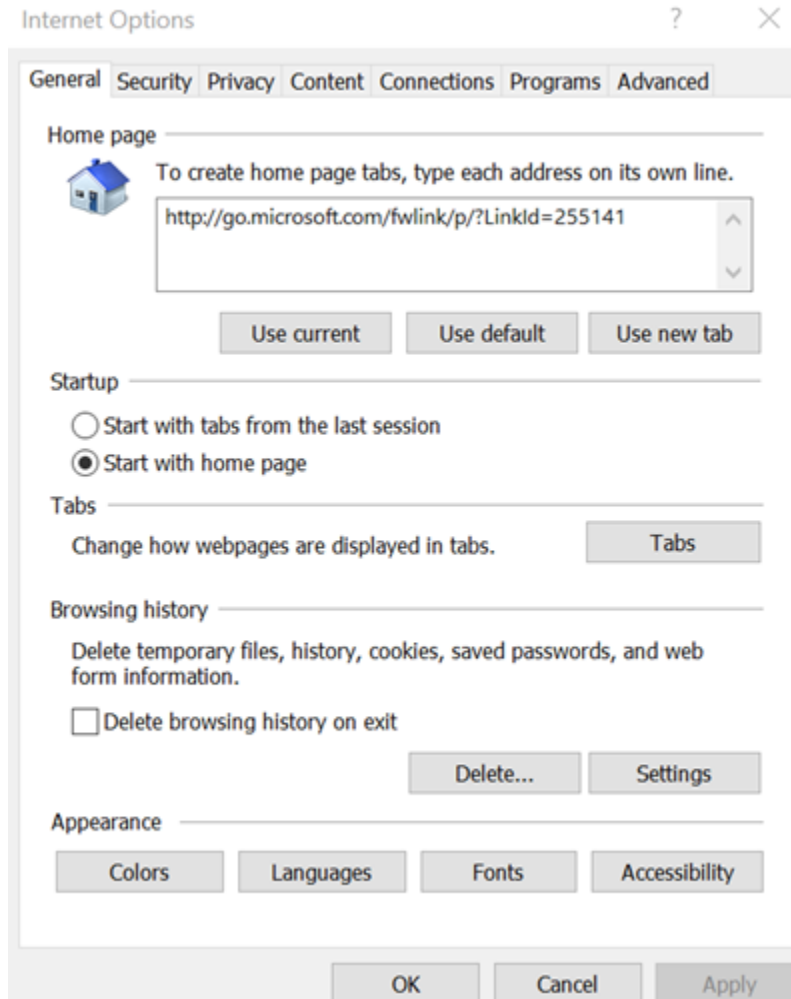 Internet Options ?
General Security Privacy Content Connections Programs Advanced
Home page
To create home page tabs, type each address on its own line.
http://go.microsoft.com/fwlink/p/?LinkId=255141
Use current Use default Use new tab
Startup
Start with tabs from the last session
Start with home page
Tabs
Change how webpages are displayed in tabs. Tabs
Browsing history
Delete temporary files, history, cookies, saved passwords, and web
form information.
Delete browsing history on exit
Delete... Settings
Appearance
Colors Languages Fonts Accessibility
OK Cancel Apply